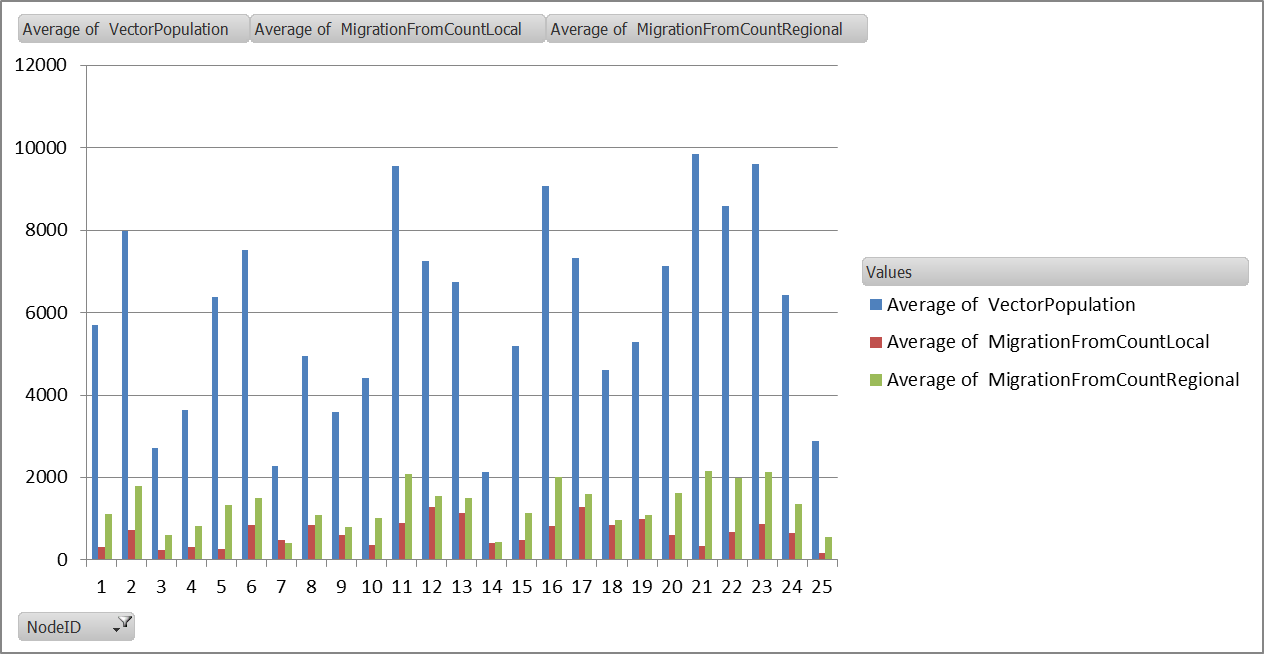 Average of VectorPopulation Average of MigrationFromCountLocal Average of MigrationFromCountRegional
12000
10000
8000
6000
4000
2000
0
1 2 3 4 5 6 7 8 9 10 11 12 13 14 15 16 17 18 19 20 21 22 23 24 25
Values
Average of VectorPopulation
Average of MigrationFromCountLocal
Average of MigrationFromCountRegional
NodeID